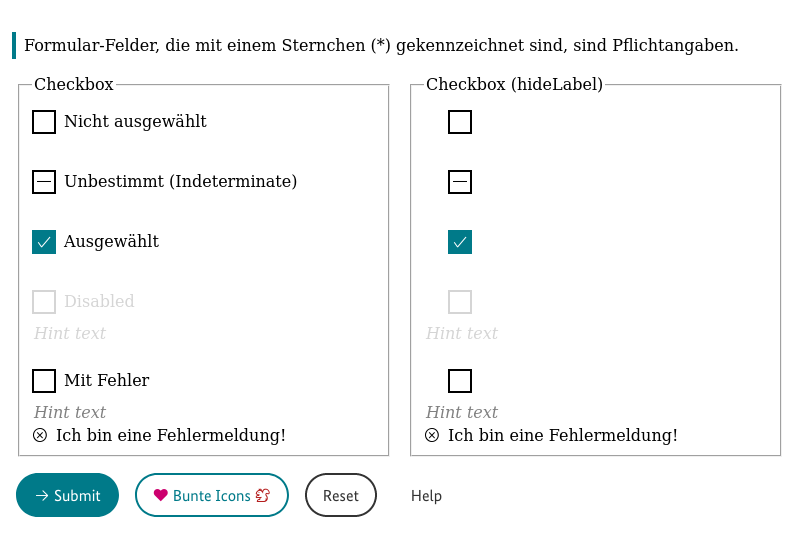 Formular-Felder, die mit einem Sternchen (*) gekennzeichnet sind, sind Pflichtangaben.
Checkbox
Nicht ausgewählt
Unbestimmt (Indeterminate)
Ausgewählt
Disabled
Hint text
Mit Fehler
Hint text
Ich bin eine Fehlermeldung!
Checkbox (hideLabel)
Hint text
Hint text
Ich bin eine Fehlermeldung!
Submit
Bunte Icons
Reset
Help